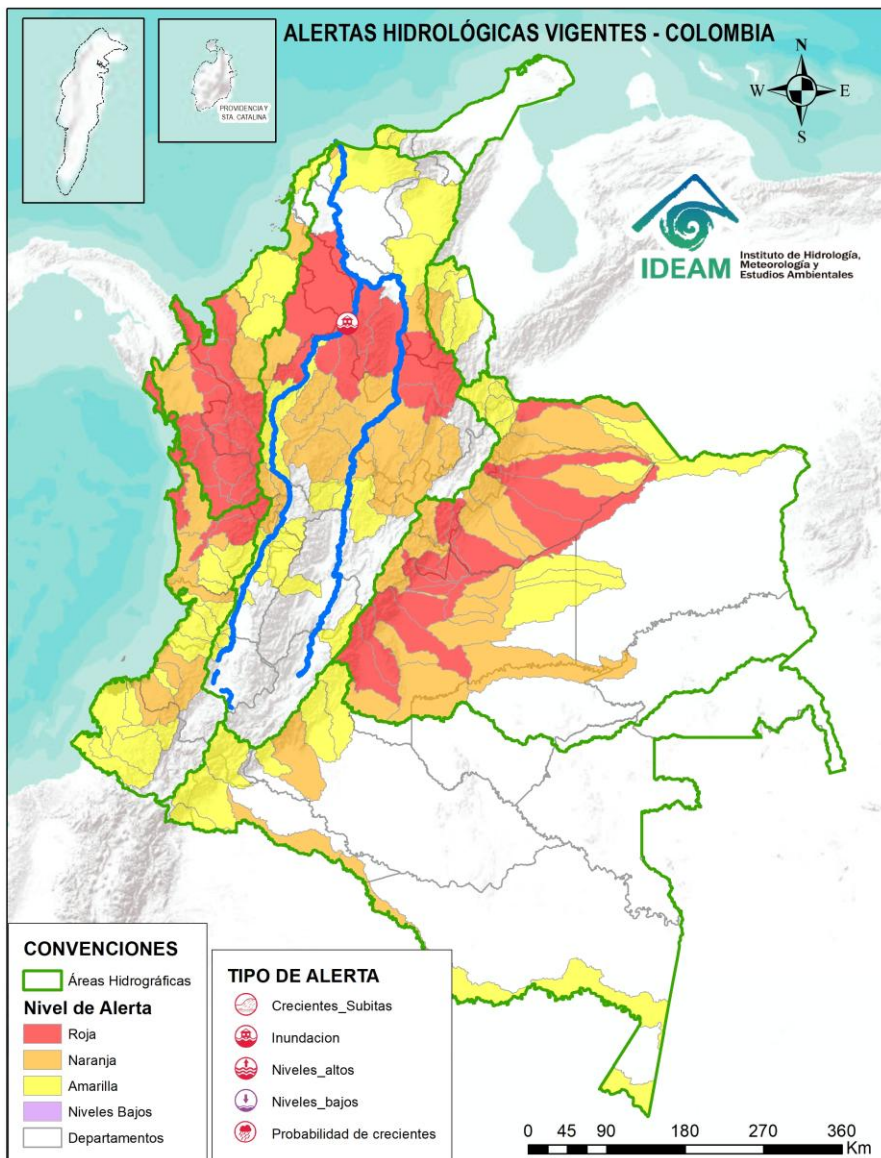 ALERTAS HIDROLÓGICAS VIGENTES - COLOMBIA
PROVIDENCIA Y
STA. CATALINA
N
W
E
S
IDEAM
Instituto de Hidrología,
Meteorología y
Estudios Ambientales
CONVENCIONES
Áreas Hidrográficas
Nivel de Alerta
Roja
Naranja
Amarilla
Niveles Bajos
Departamentos
TIPO DE ALERTA
Crecientes_Subitas
Inundacion
Niveles_altos
Niveles_bajos
Probabilidad de crecientes
0 45 90 180 270 360
Km